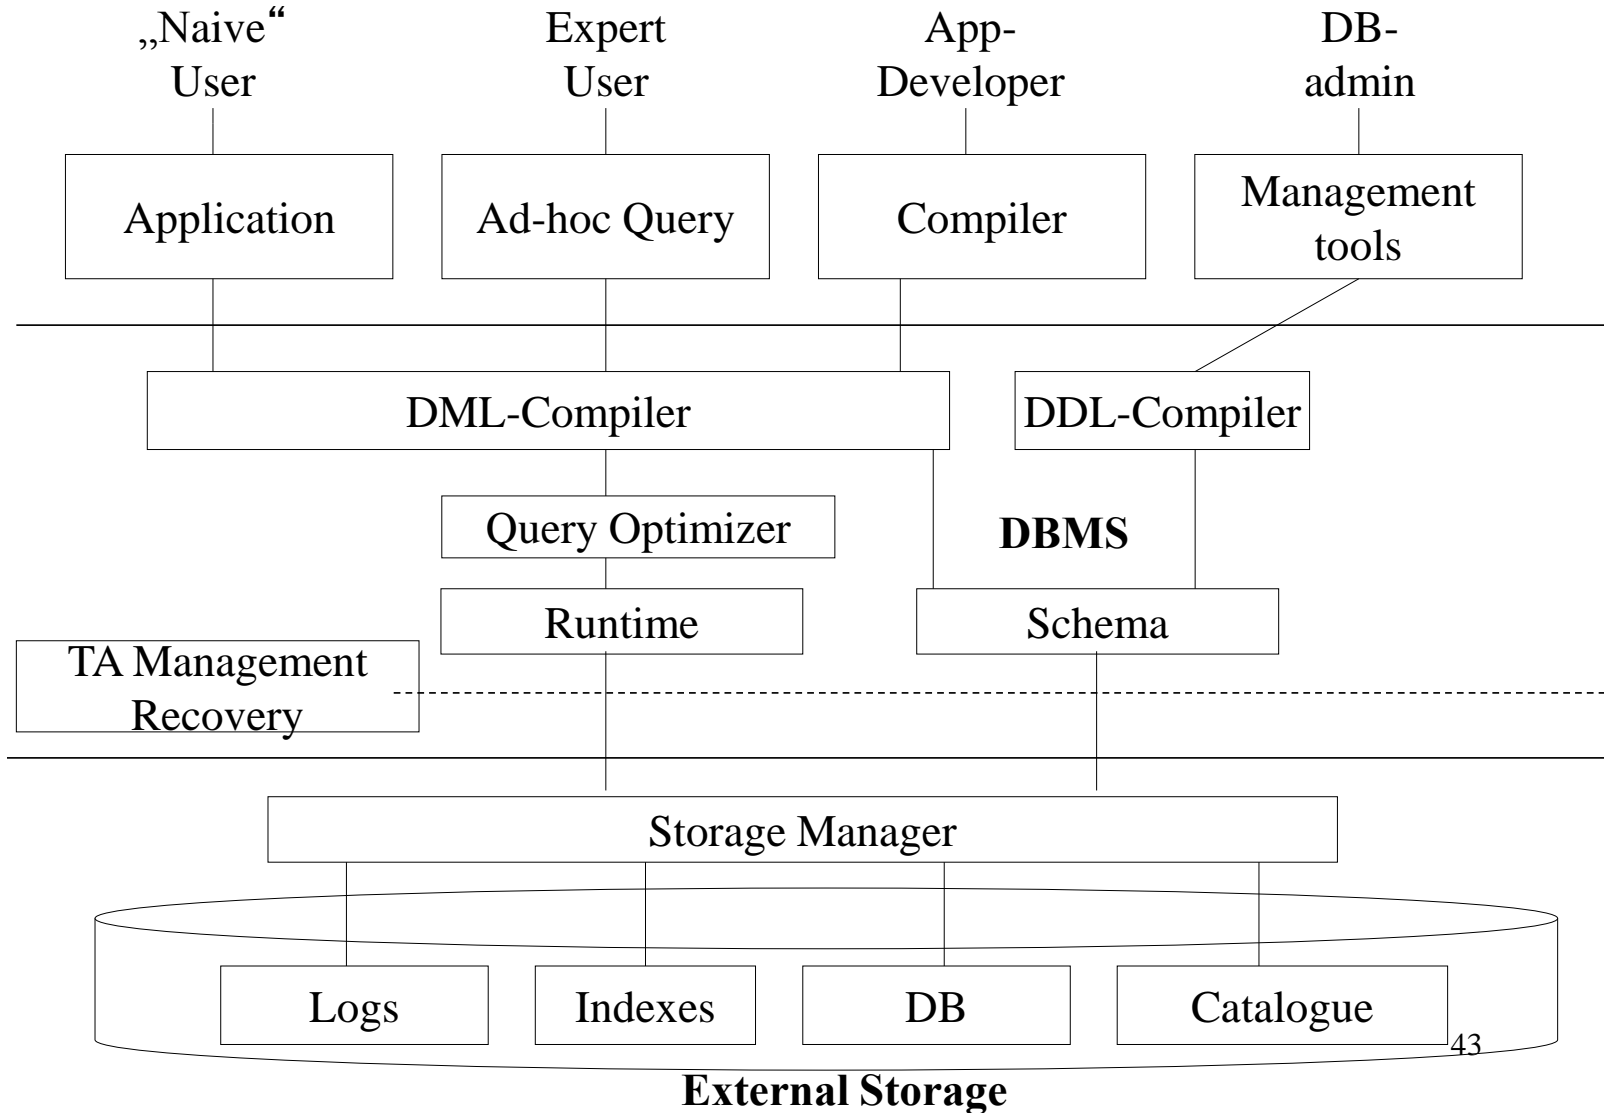 „Naive“
User
Expert
User
App-
Developer
DB-
admin
Application
Ad-hoc Query
Compiler
Management
tools
DML-Compiler
DDL-Compiler
Query Optimizer
DBMS
Runtime
Schema
TA Management
Recovery
Storage Manager
Logs
Indexes
DB
Catalogue
43
External Storage